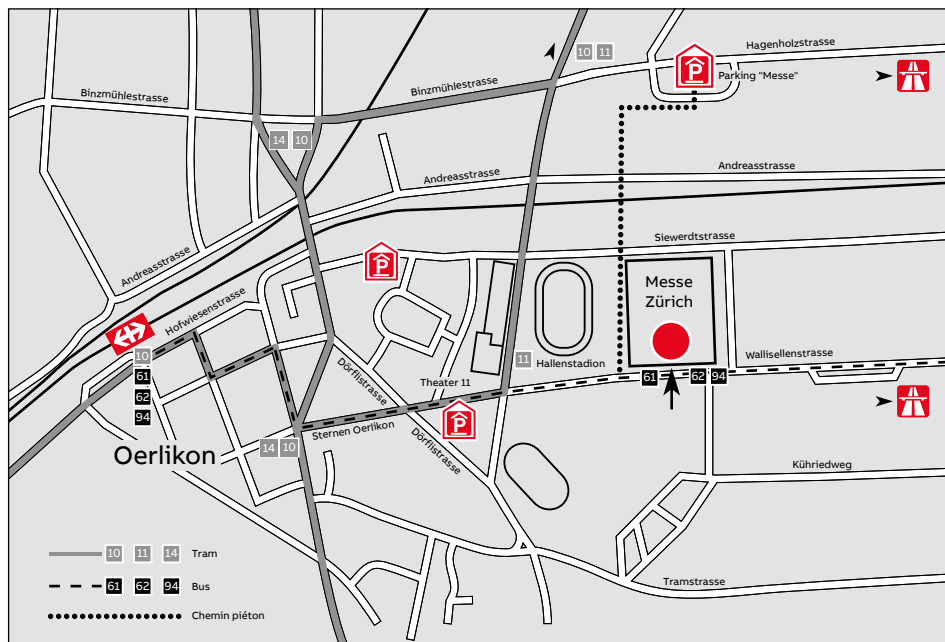 10 11
Hagenholzstrasse
P
Parking "Messe"
Binzmühlestrasse
Binzmühlestrasse
14 10
Andreasstrasse
Andreasstrasse
Andreasstrasse
Siewerdtstrasse
P
Messe
Zürich
Hofwiesenstrasse
10
61
62
94
11
Hallenstadion
Wallisellenstrasse
61 62 94
Dörflistrasse
Theater 11
P
Sternen Oerlikon
Dörflistrasse
14 10
Oerlikon
Kühriedweg
Tramstrasse
10 11 14 Tram
61 62 94 Bus
Chemin piéton